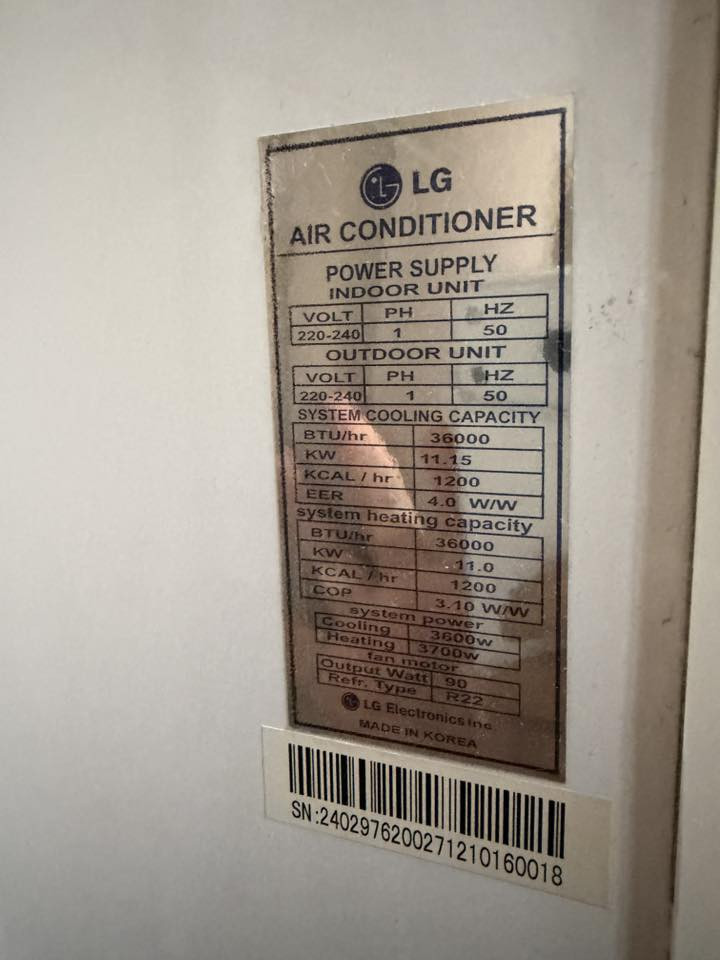 LG
AIR CONDITIONER
POWER SUPPLY
INDOOR UNIT
VOLT PH HZ
220-240 1 50
OUTDOOR UNIT
VOLT PH HZ
220-240 1 50
SYSTEM COOLING CAPACITY
BTU/hr 36000
KW 11.15
KCAL / hr 1200
EER 4.0 W/W
system heating capacity
BTU/hr 36000
KW 11.0
KCAL / hr 1200
COP 3.10 W/W
system power
Cooling 3600w
Heating 3700w
fan motor
Output Watt 90
Refr. Type R22
LG Electronics Inc
MADE IN KOREA
SN:2402976200271210160018